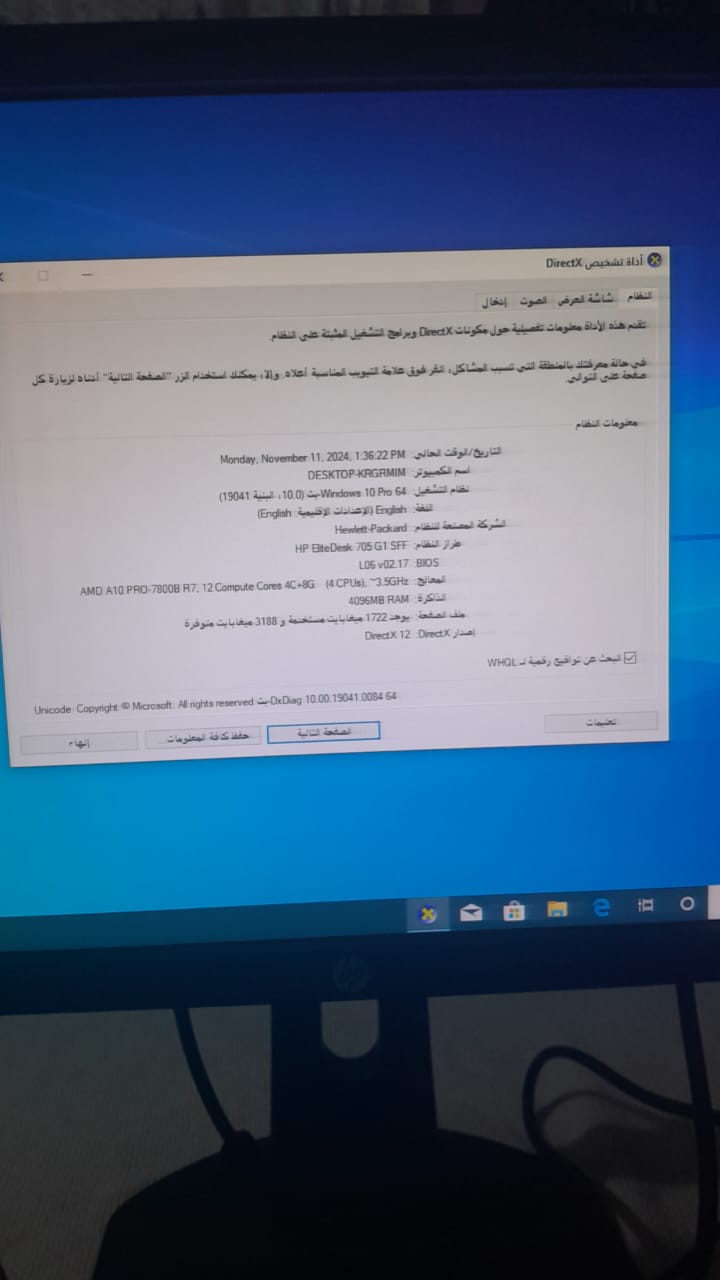 أداة تشخيص DirectX
النظام شاشة العرض الصوت إدخال
تقدم هذه الأداة معلومات تفصيلية حول مكونات DirectX وبرامج التشغيل المثبتة على النظام.
في حالة معرفتك بالمنطقة التي تسبب المشاكل، انقر فوق علامة التبويب المناسبة أعلاه. وإلا، يمكنك استخدام الزر "الصفحة التالية" أدناه لزيارة كل
صفحة على التوالي.
معلومات النظام
التاريخ/الوقت الحالي: Monday, November 11, 2024, 1:36:22 PM
اسم الكمبيوتر: DESKTOP-KRGRMIM
نظام التشغيل: Windows 10 Pro 64-بت (10.0، البنية 19041)
اللغة: English (الإعدادات الإقليمية: English)
الشركة المصنعة للنظام: Hewlett-Packard
طراز النظام: HP EliteDesk 705 G1 SFF
BIOS: L06 v02.17
المعالج: AMD A10 PRO-7800B R7, 12 Compute Cores 4C+8G (4 CPUs), ~3.5GHz
الذاكرة: 4096MB RAM
ملف الصفحة: يوجد 1722 ميغابايت مستخدمة و 3188 ميغابايت متوفرة
إصدار DirectX: DirectX 12
البحث عن تواقيع رقمية لـ WHQL
DxDiag 10.00.19041.0084 64-بت Unicode Copyright © Microsoft. All rights reserved.
تعليمات الصفحة التالية حفظ كافة المعلومات... إنهاء
hp